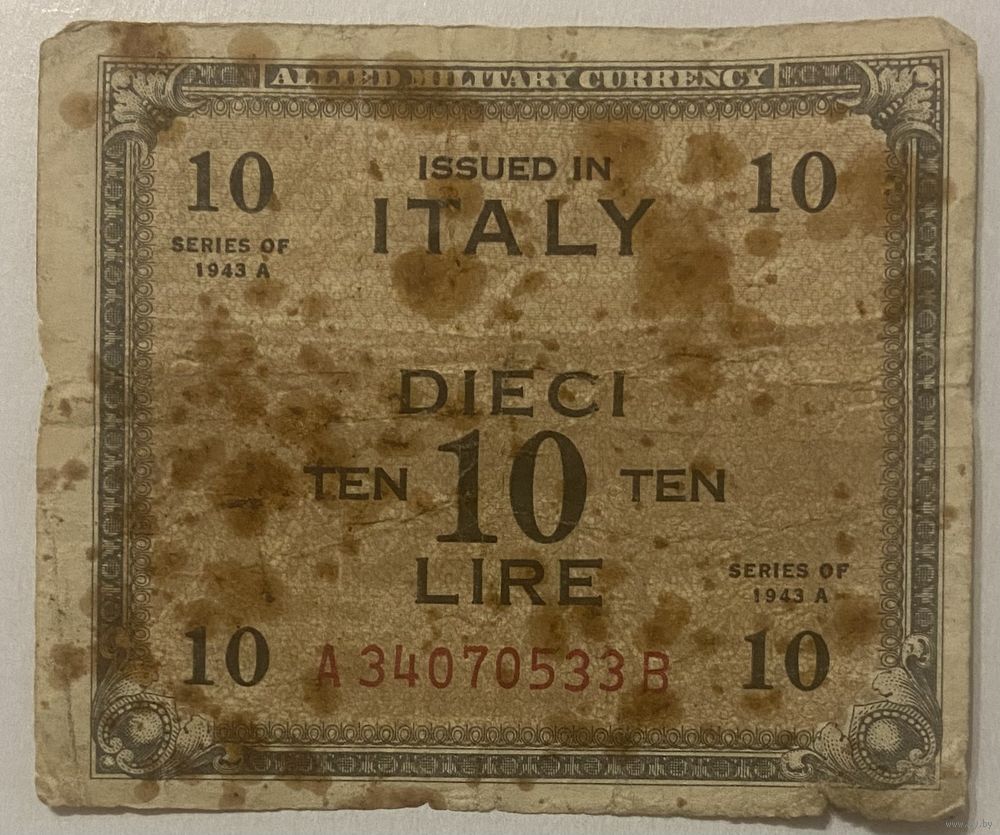 ALLIED MILITARY CURRENCY
10 ISSUED IN 10
ITALY
SERIES OF
1943 A
DIECI
TEN 10 TEN
LIRE
SERIES OF
1943 A
10 A34070533B 10